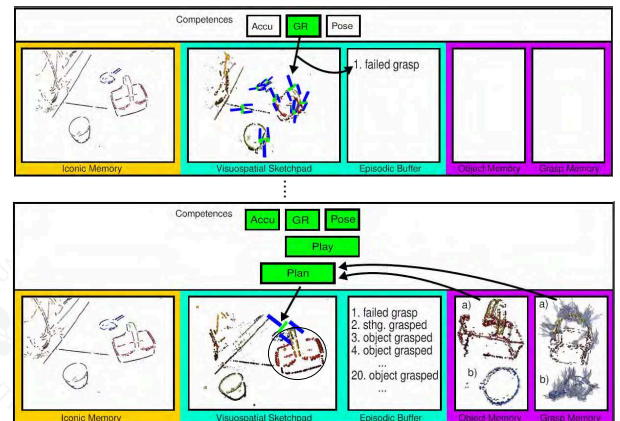 Competences
Accu GR Pose
1. failed grasp
Iconic Memory Visuospatial Sketchpad Episodic Buffer Object Memory Grasp Memory
Competences
Accu GR Pose
Play
Plan
1. failed grasp
2. sthg. grasped
3. object grasped
4. object grasped
...
20. object grasped
...
a) a)
b) b)
Iconic Memory Visuospatial Sketchpad Episodic Buffer Object Memory Grasp Memory